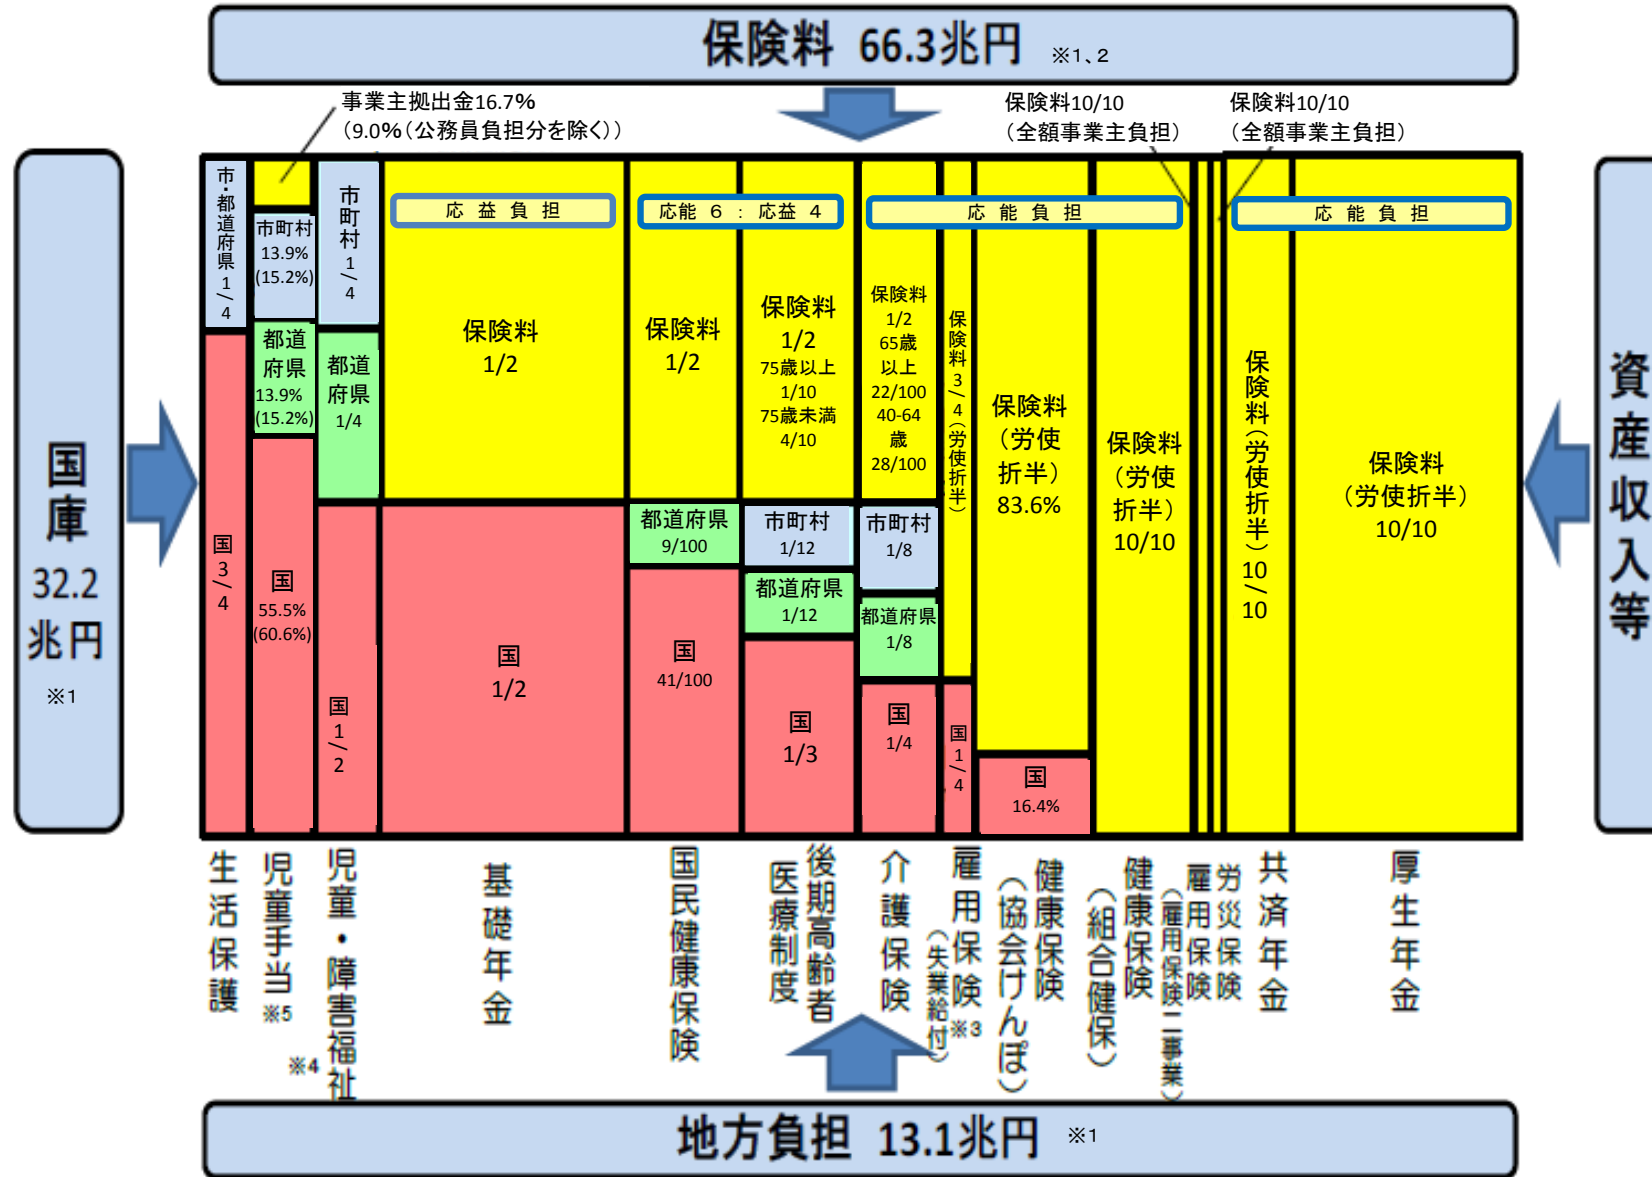 保険料 66.3兆円 ※1、2
事業主拠出金16.7%
（9.0%（公務員負担分を除く））
保険料10/10
（全額事業主負担）
保険料10/10
（全額事業主負担）
国庫
32.2
兆円
※1
資産収入等
市・都道府県 1/4
国 3/4
市町村
13.9%
(15.2%)
都道
府県
13.9%
(15.2%)
国
55.5%
(60.6%)
市町村 1/4
都道
府県
1/4
国 1/2
応益負担
保険料
1/2
国
1/2
応能 6 : 応益 4
保険料
1/2
都道府県
9/100
国
41/100
保険料
1/2
75歳以上
1/10
75歳未満
4/10
市町村
1/12
都道府県
1/12
国
1/3
応能負担
保険料
1/2
65歳
以上
22/100
40-64
歳
28/100
市町村
1/8
都道府県
1/8
国
1/4
保険料 3/4（労使折半）
国 1/4
保険料
（労使
折半）
83.6%
国
16.4%
保険料
（労使
折半）
10/10
応能負担
保険料（労使折半）10/10
保険料
（労使折半）
10/10
生活保護
児童手当 ※5
児童・障害福祉
※4
基礎年金
国民健康保険
後期高齢者
医療制度
介護保険
雇用保険 ※3
（失業給付）
健康保険
（協会けんぽ）
健康保険
（組合健保）
雇用保険
（雇用保険二事業）
労災保険
共済年金
厚生年金
地方負担 13.1兆円 ※1